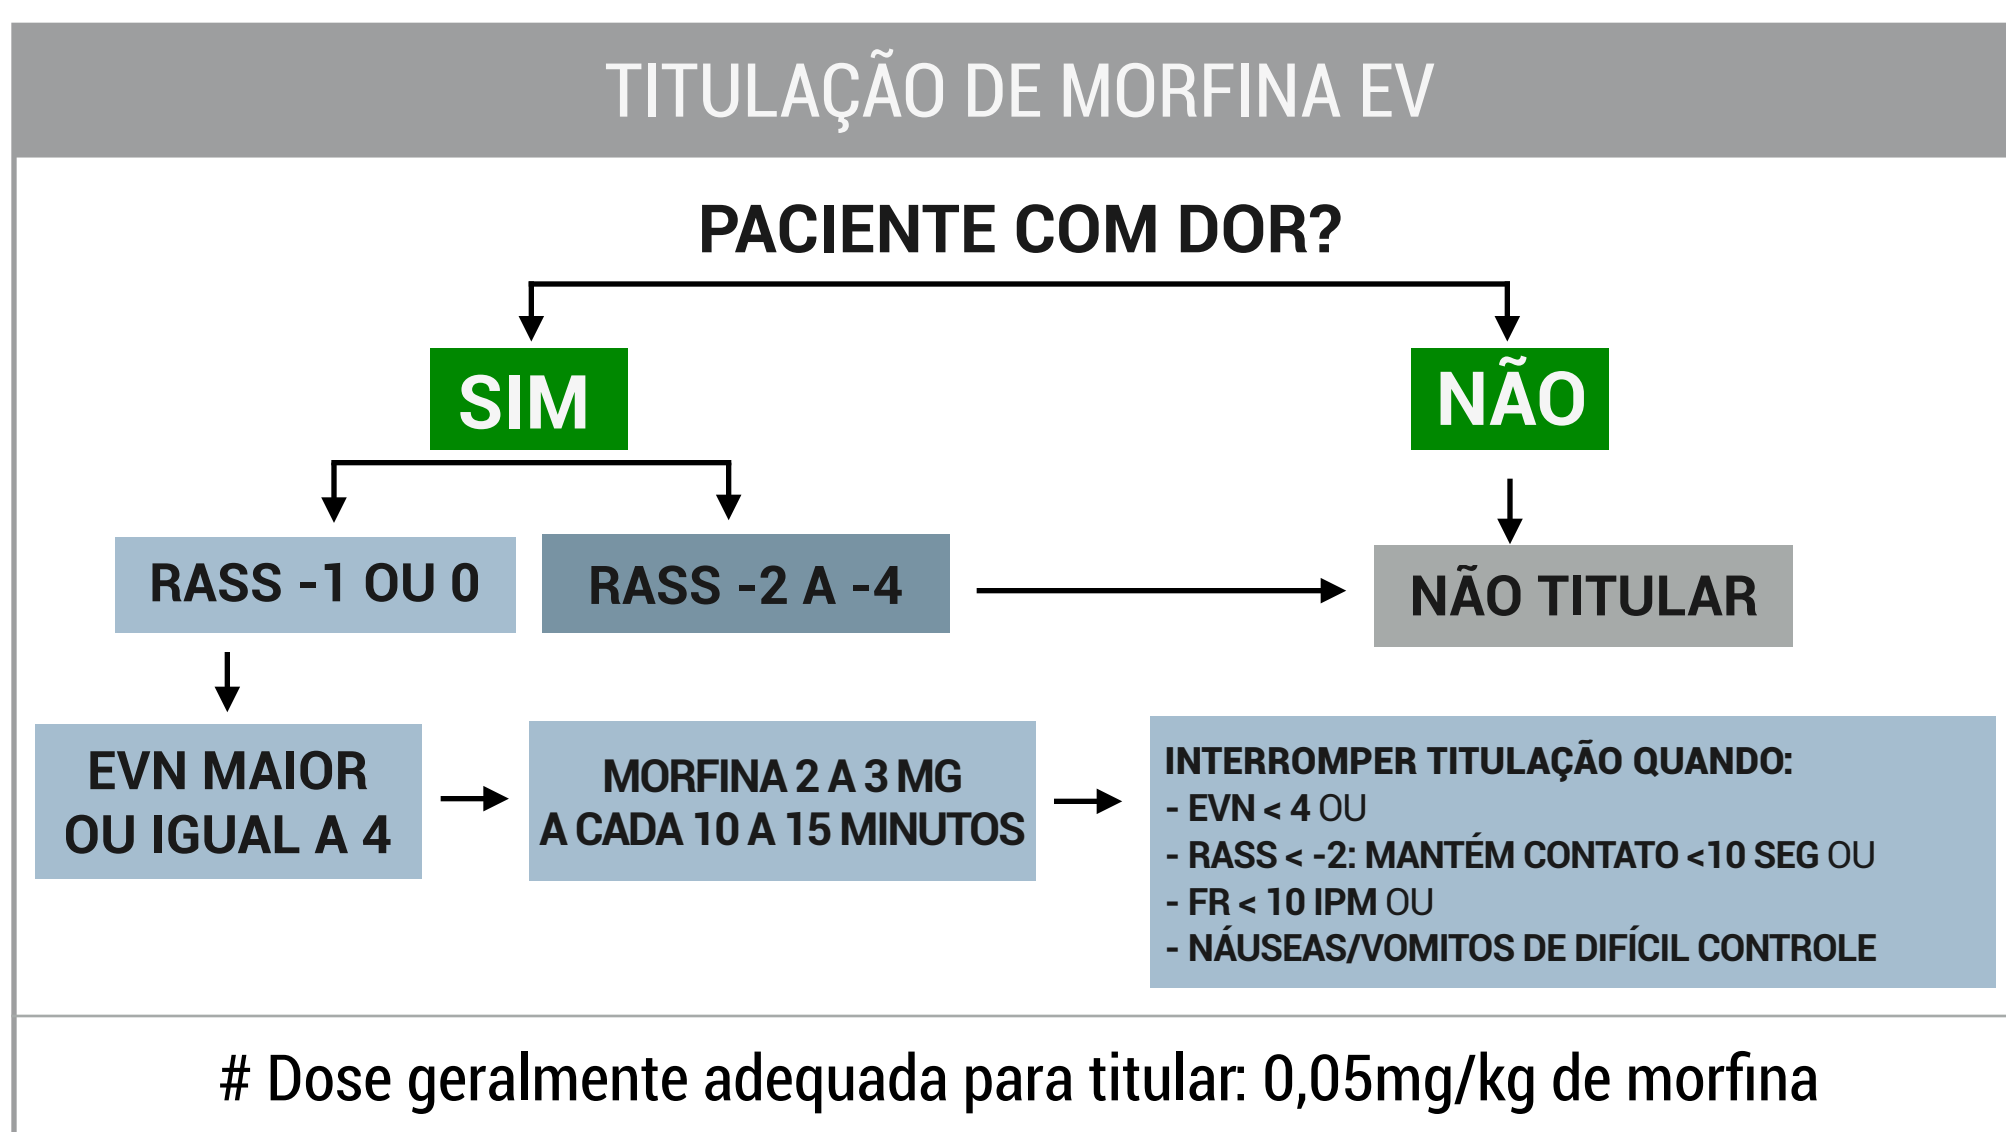 TITULAÇÃO DE MORFINA EV
PACIENTE COM DOR?
SIM
NÃO
RASS -1 OU 0
RASS -2 A -4
NÃO TITULAR
EVN MAIOR
OU IGUAL A 4
MORFINA 2 A 3 MG
A CADA 10 A 15 MINUTOS
INTERROMPER TITULAÇÃO QUANDO:
- EVN < 4 OU
- RASS < -2: MANTÉM CONTATO <10 SEG OU
- FR < 10 IPM OU
- NÁUSEAS/VOMITOS DE DIFÍCIL CONTROLE
# Dose geralmente adequada para titular: 0,05mg/kg de morfina